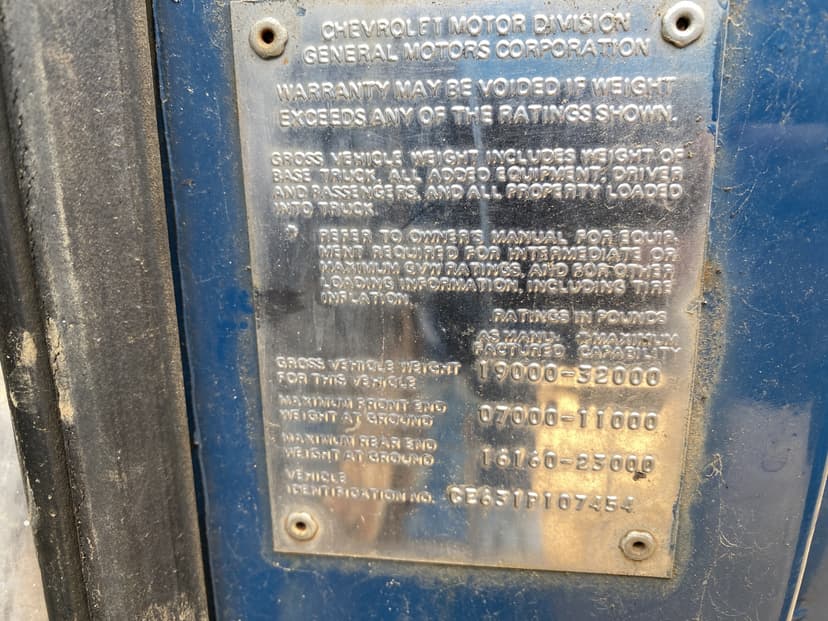 CHEVROLET MOTOR DIVISION
GENERAL MOTORS CORPORATION
WARRANTY MAY BE VOIDED IF WEIGHT
EXCEEDS ANY OF THE RATINGS SHOWN.
GROSS VEHICLE WEIGHT INCLUDES WEIGHT OF
BASE TRUCK, ALL ADDED EQUIPMENT, DRIVER
AND PASSENGERS, AND ALL PROPERTY LOADED
INTO TRUCK.
* REFER TO OWNERS MANUAL FOR EQUIP-
MENT REQUIRED FOR INTERMEDIATE OR
MAXIMUM GVW RATINGS, AND FOR OTHER
LOADING INFORMATION, INCLUDING TIRE
INFLATION.
RATINGS IN POUNDS
AS MANU- *MAXIMUM
FACTURED CAPABILITY
GROSS VEHICLE WEIGHT
FOR THIS VEHICLE 19000-32000
MAXIMUM FRONT END
WEIGHT AT GROUND 07000-11000
MAXIMUM REAR END
WEIGHT AT GROUND 16160-23000
VEHICLE
IDENTIFICATION NO. CE631P107454